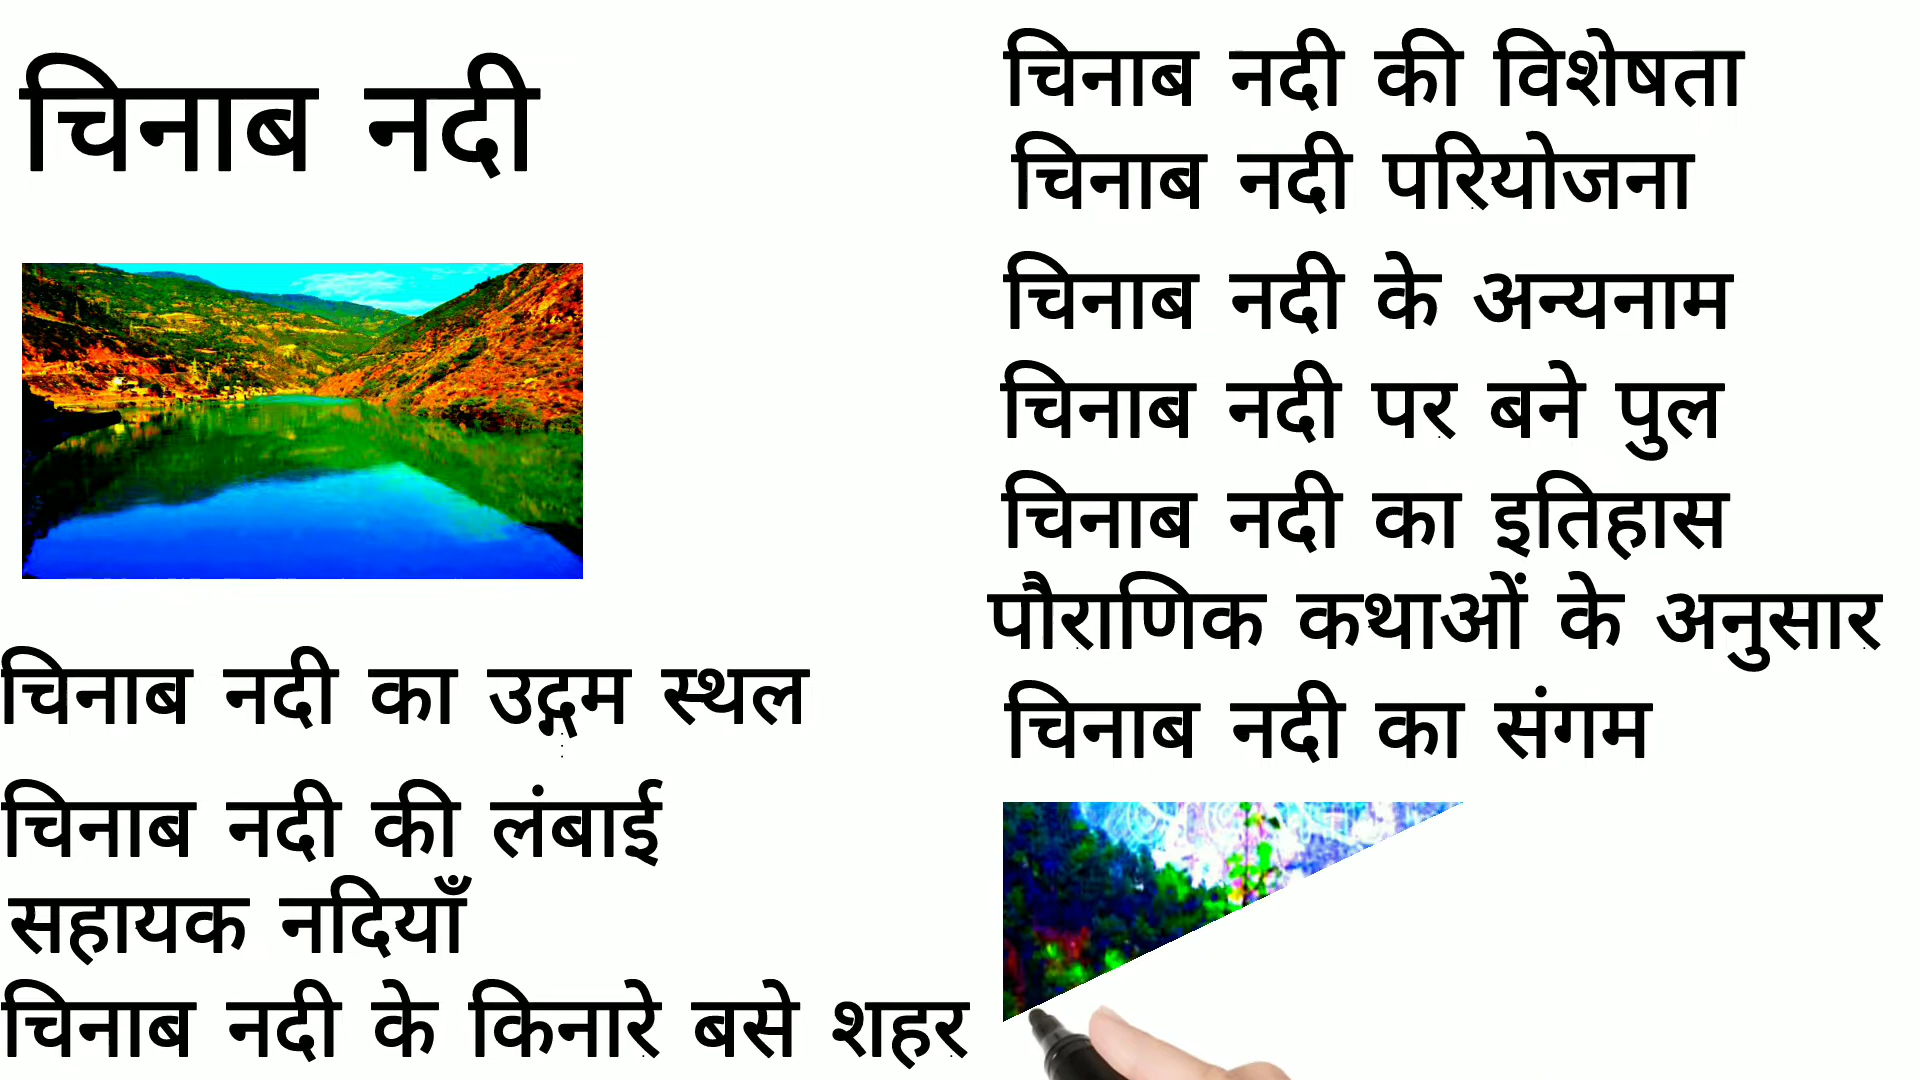 चिनाब नदी
चिनाब नदी का उद्गम स्थल
चिनाब नदी की लंबाई
सहायक नदियाँ
चिनाब नदी के किनारे बसे शहर
चिनाब नदी की विशेषता
चिनाब नदी परियोजना
चिनाब नदी के अन्यनाम
चिनाब नदी पर बने पुल
चिनाब नदी का इतिहास
पौराणिक कथाओं के अनुसार
चिनाब नदी का संगम